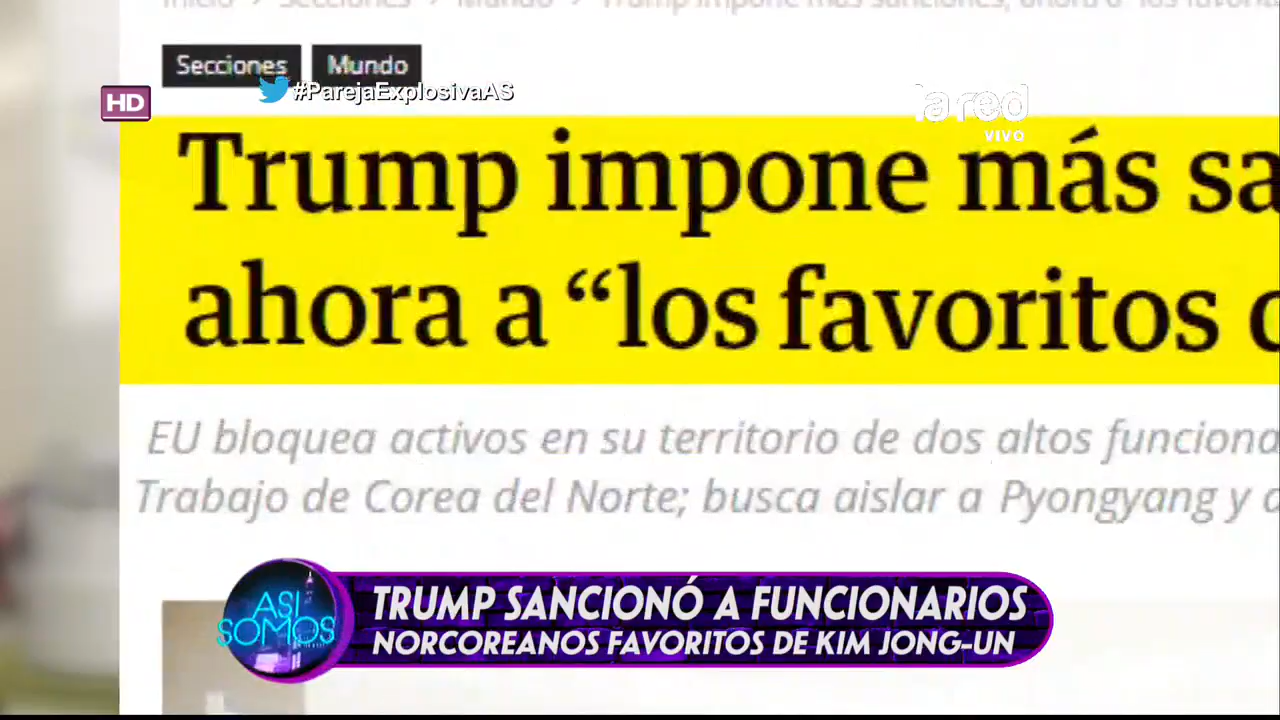 Secciones Mundo
HD
#ParejaExplosivaAS
la red
VIVO
Trump impone más sa
ahora a “los favoritos
EU bloquea activos en su territorio de dos altos funciona
Trabajo de Corea del Norte; busca aislar a Pyongyang y
ASI
SOMOS
TRUMP SANCIONÓ A FUNCIONARIOS
NORCOREANOS FAVORITOS DE KIM JONG-UN